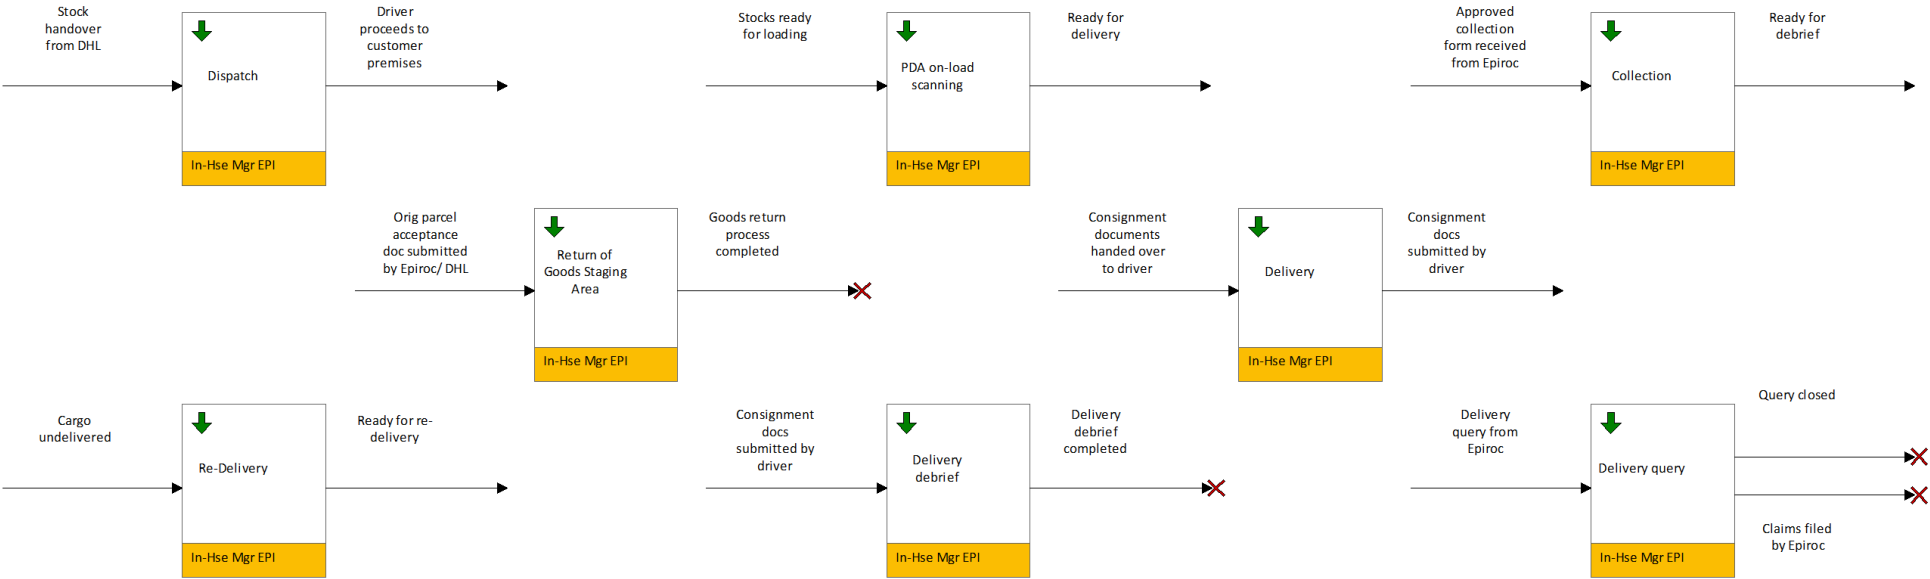 Stock
handover
from DHL
Dispatch
In-Hse Mgr EPI
Driver
proceeds to
customer
premises
Stocks ready
for loading
PDA on-load
scanning
In-Hse Mgr EPI
Ready for
delivery
Approved
collection
form received
from Epiroc
Collection
In-Hse Mgr EPI
Ready for
debrief
Orig parcel
acceptance
doc submitted
by Epiroc/ DHL
Return of
Goods Staging
Area
In-Hse Mgr EPI
Goods return
process
completed
Consignment
documents
handed over
to driver
Delivery
In-Hse Mgr EPI
Consignment
docs
submitted by
driver
Cargo
undelivered
Re-Delivery
In-Hse Mgr EPI
Ready for re-
delivery
Consignment
docs
submitted by
driver
Delivery
debrief
In-Hse Mgr EPI
Delivery
debrief
completed
Delivery
query from
Epiroc
Delivery query
In-Hse Mgr EPI
Query closed
Claims filed
by Epiroc